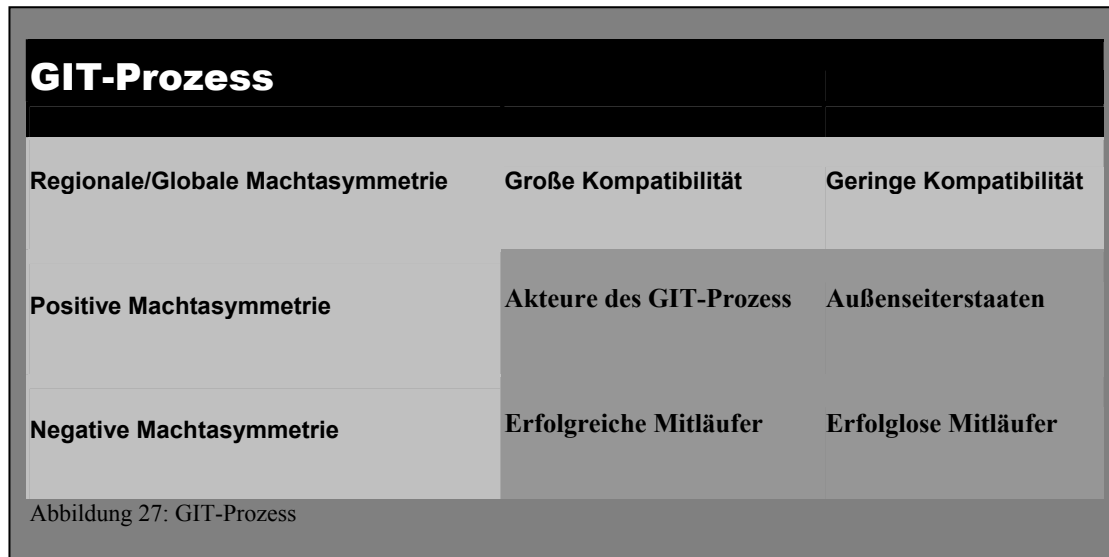 GIT-Prozess
Regionale/Globale Machtasymmetrie Große Kompatibilität Geringe Kompatibilität
Positive Machtasymmetrie Akteure des GIT-Prozess Außenseiterstaaten
Negative Machtasymmetrie Erfolgreiche Mitläufer Erfolglose Mitläufer
Abbildung 27: GIT-Prozess